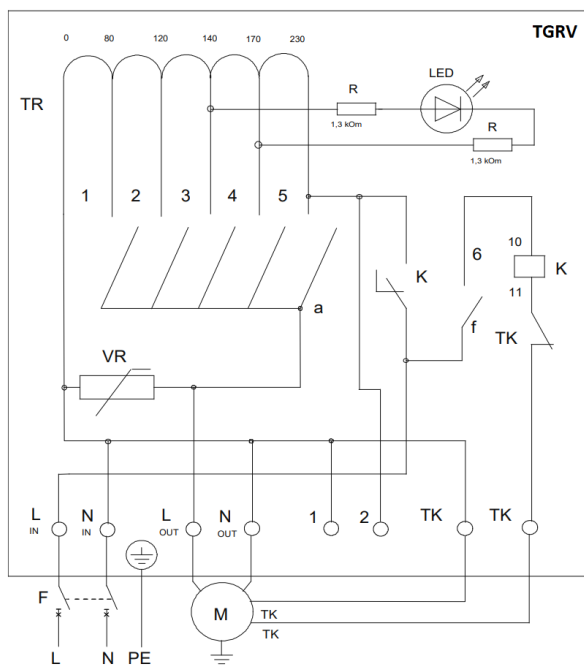 TGRV
0 80 120 140 170 230
LED
TR
R
1,3 kOm
R
1,3 kOm
1 2 3 4 5
6 10
K K
11
a f TK
VR
L N L N 1 2 TK TK
IN IN OUT OUT
F M TK
TK
L N PE